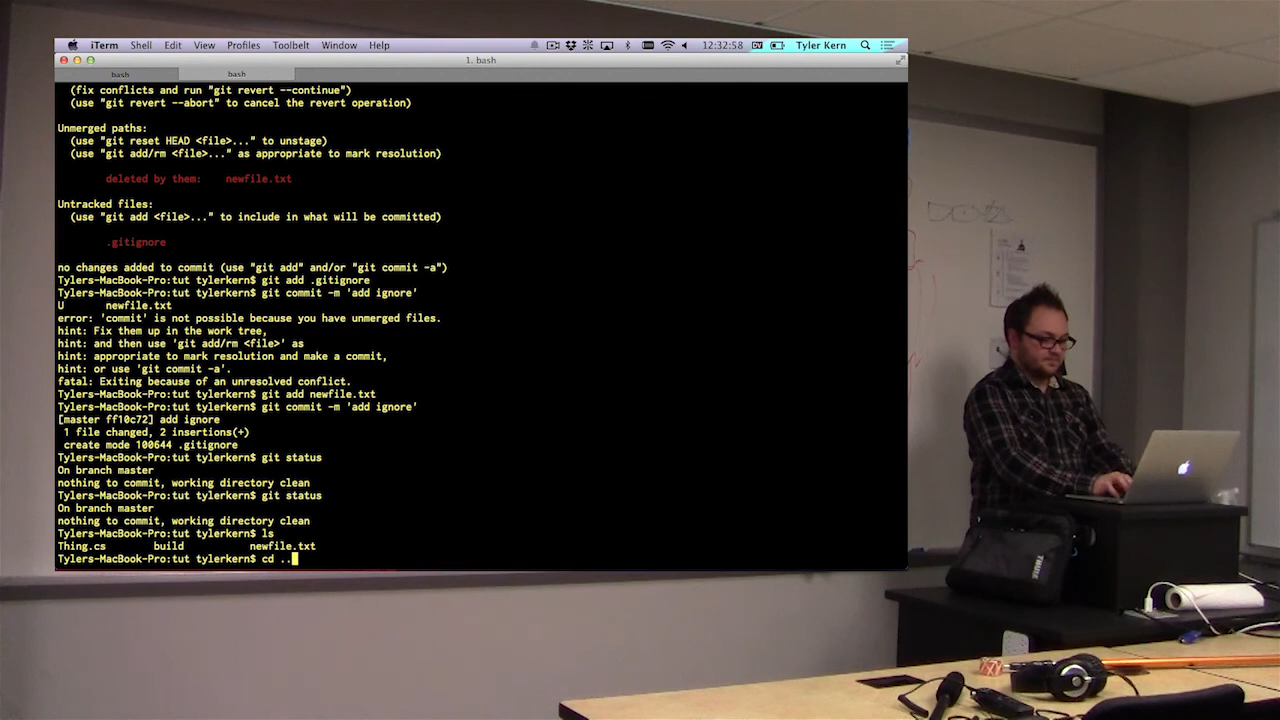 iTerm Shell Edit View Profiles Toolbelt Window Help 12:32:58 Tyler Kern
1. bash
bash bash
(fix conflicts and run "git revert --continue")
(use "git revert --abort" to cancel the revert operation)
Unmerged paths:
(use "git reset HEAD <file>..." to unstage)
(use "git add/rm <file>..." as appropriate to mark resolution)
deleted by them: newfile.txt
Untracked files:
(use "git add <file>..." to include in what will be committed)
.gitignore
no changes added to commit (use "git add" and/or "git commit -a")
Tylers-MacBook-Pro:tut tylerkern$ git add .gitignore
Tylers-MacBook-Pro:tut tylerkern$ git commit -m 'add ignore'
U newfile.txt
error: 'commit' is not possible because you have unmerged files.
hint: Fix them up in the work tree,
hint: and then use 'git add/rm <file>' as
hint: appropriate to mark resolution and make a commit,
hint: or use 'git commit -a'.
fatal: Exiting because of an unresolved conflict.
Tylers-MacBook-Pro:tut tylerkern$ git add newfile.txt
Tylers-MacBook-Pro:tut tylerkern$ git commit -m 'add ignore'
[master ff10c72] add ignore
1 file changed, 2 insertions(+)
create mode 100644 .gitignore
Tylers-MacBook-Pro:tut tylerkern$ git status
On branch master
nothing to commit, working directory clean
Tylers-MacBook-Pro:tut tylerkern$ git status
On branch master
nothing to commit, working directory clean
Tylers-MacBook-Pro:tut tylerkern$ ls
Thing.cs build newfile.txt
Tylers-MacBook-Pro:tut tylerkern$ cd ..
THULE